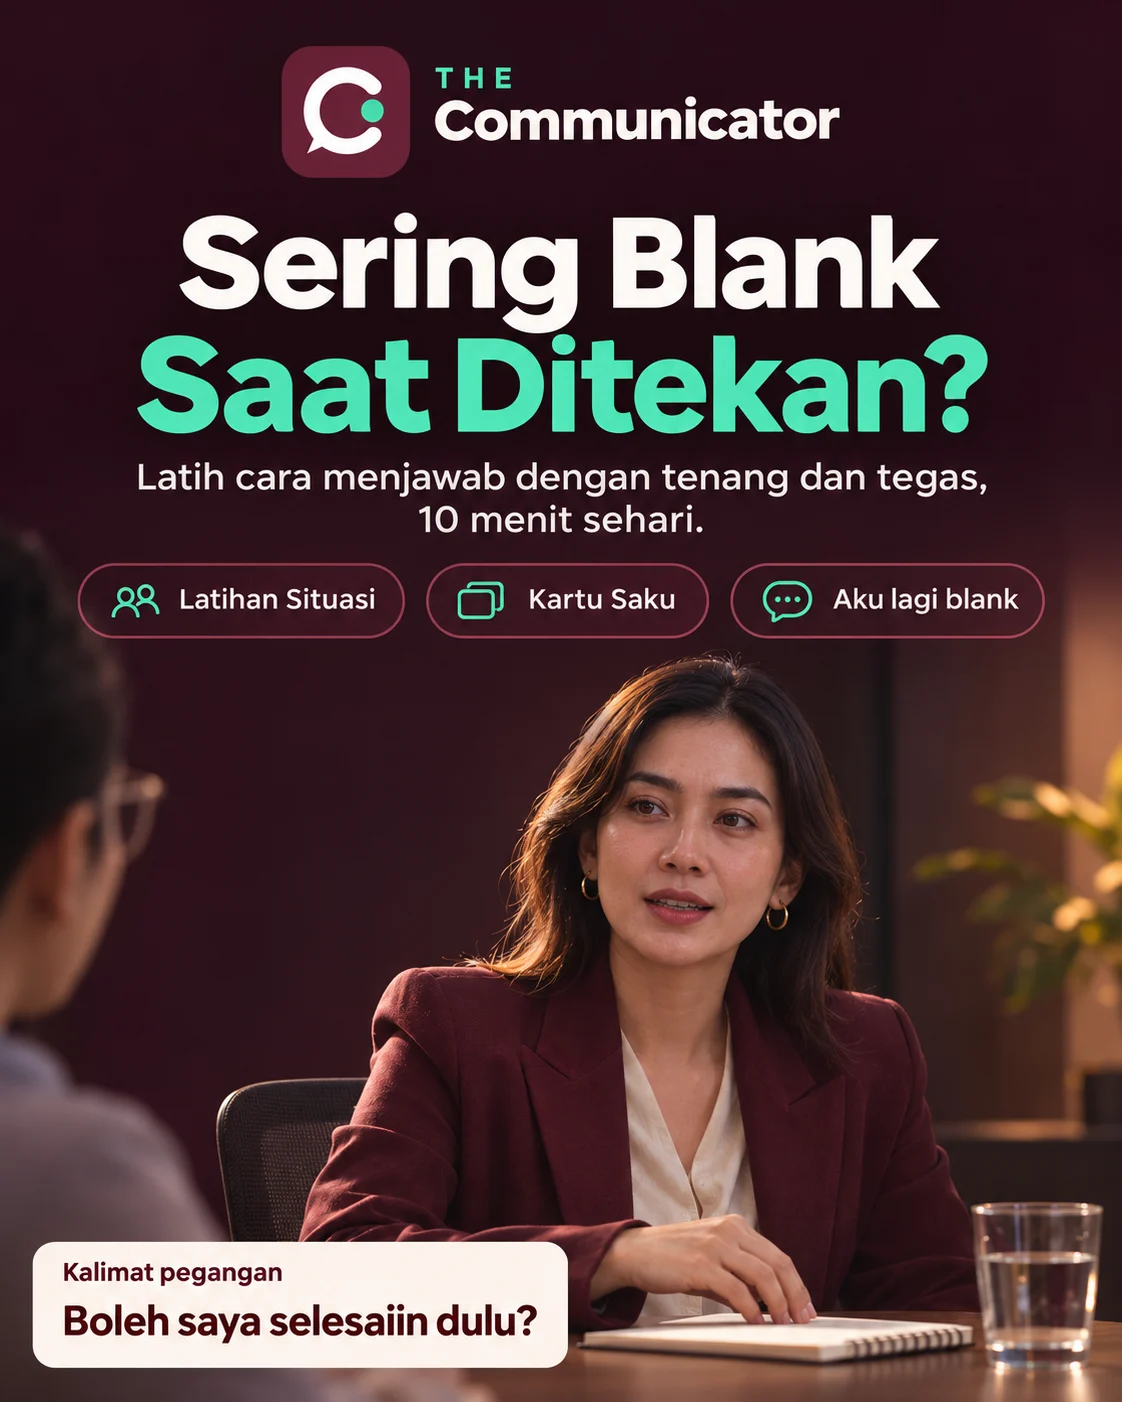 THE
Communicator
Sering Blank
Saat Ditekan?
Latih cara menjawab dengan tenang dan tegas,
10 menit sehari.
Latihan Situasi
Kartu Saku
Aku lagi blank
Kalimat pegangan
Boleh saya selesaiin dulu?